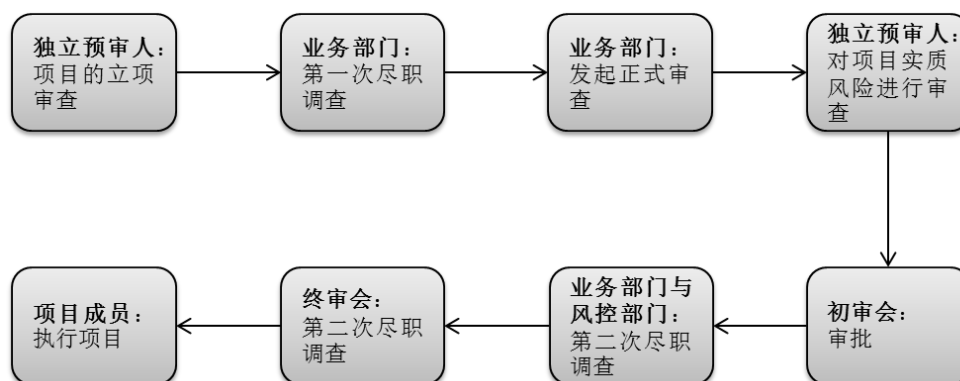 独立预审人：
项目的立项
审查
业务部门：
第一次尽职
调查
业务部门：
发起正式审
查
独立预审人：
对项目实质
风险进行审
查
项目成员：
执行项目
终审会：
第二次尽职
调查
业务部门与
风控部门：
第二次尽职
调查
初审会：
审批